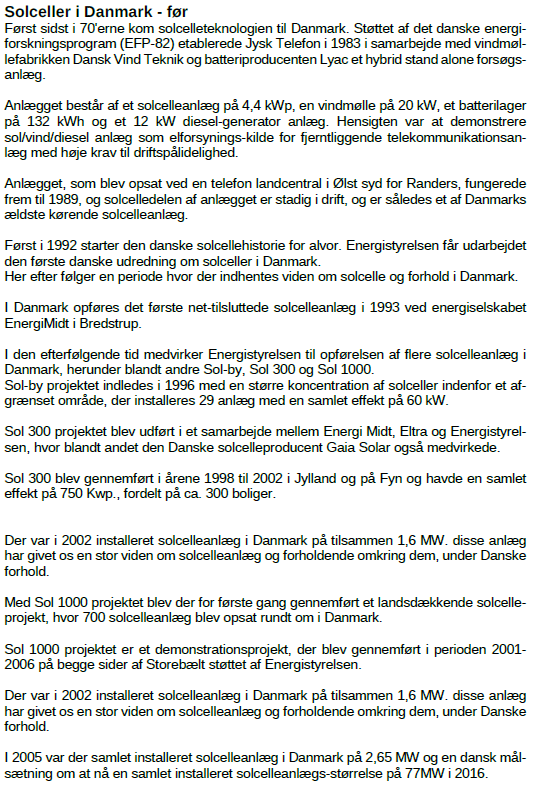 Solceller i Danmark - før
Først sidst i 70'erne kom solcelleteknologien til Danmark. Støttet af det danske energi-
forskningsprogram (EFP-82) etablerede Jysk Telefon i 1983 i samarbejde med vindmøl-
lefabrikken Dansk Vind Teknik og batteriproducenten Lyac et hybrid stand alone forsøgs-
anlæg.
Anlægget består af et solcelleanlæg på 4,4 kWp, en vindmølle på 20 kW, et batterilager
på 132 kWh og et 12 kW diesel-generator anlæg. Hensigten var at demonstrere
sol/vind/diesel anlæg som elforsynings-kilde for fjerntliggende telekommunikationsan-
læg med høje krav til driftspålidelighed.
Anlægget, som blev opsat ved en telefon landcentral i Ølst syd for Randers, fungerede
frem til 1989, og solcelledelen af anlægget er stadig i drift, og er således et af Danmarks
ældste kørende solcelleanlæg.
Først i 1992 starter den danske solcellehistorie for alvor. Energistyrelsen får udarbejdet
den første danske udredning om solceller i Danmark.
Her efter følger en periode hvor der indhentes viden om solcelle og forhold i Danmark.
I Danmark opføres det første net-tilsluttede solcelleanlæg i 1993 ved energiselskabet
EnergiMidt i Bredstrup.
I den efterfølgende tid medvirker Energistyrelsen til opførelsen af flere solcelleanlæg i
Danmark, herunder blandt andre Sol-by, Sol 300 og Sol 1000.
Sol-by projektet indledes i 1996 med en større koncentration af solceller indenfor et af-
grænset område, der installeres 29 anlæg med en samlet effekt på 60 kW.
Sol 300 projektet blev udført i et samarbejde mellem Energi Midt, Eltra og Energistyrel-
sen, hvor blandt andet den Danske solcelleproducent Gaia Solar også medvirkede.
Sol 300 blev gennemført i årene 1998 til 2002 i Jylland og på Fyn og havde en samlet
effekt på 750 Kwp., fordelt på ca. 300 boliger.
Der var i 2002 installeret solcelleanlæg i Danmark på tilsammen 1,6 MW. disse anlæg
har givet os en stor viden om solcelleanlæg og forholdende omkring dem, under Danske
forhold.
Med Sol 1000 projektet blev der for første gang gennemført et landsdækkende solcelle-
projekt, hvor 700 solcelleanlæg blev opsat rundt om i Danmark.
Sol 1000 projektet er et demonstrationsprojekt, der blev gennemført i perioden 2001-
2006 på begge sider af Storebælt støttet af Energistyrelsen.
Der var i 2002 installeret solcelleanlæg i Danmark på tilsammen 1,6 MW. disse anlæg
har givet os en stor viden om solcelleanlæg og forholdende omkring dem, under Danske
forhold.
I 2005 var der samlet installeret solcelleanlæg i Danmark på 2,65 MW og en dansk mål-
sætning om at nå en samlet installeret solcelleanlægs-størrelse på 77MW i 2016.